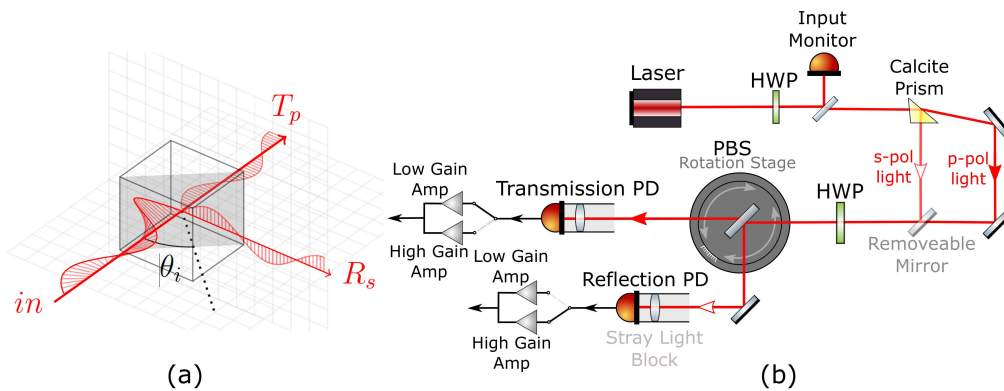 T_p
R_s
in
θ_i
(a)
Input
Monitor
Laser
HWP
Calcite
Prism
s-pol
light
p-pol
light
PBS
Rotation Stage
HWP
Removeable
Mirror
Low Gain
Amp
Transmission PD
High Gain
Amp
Low Gain
Amp
Reflection PD
High Gain
Amp
Stray Light
Block
(b)